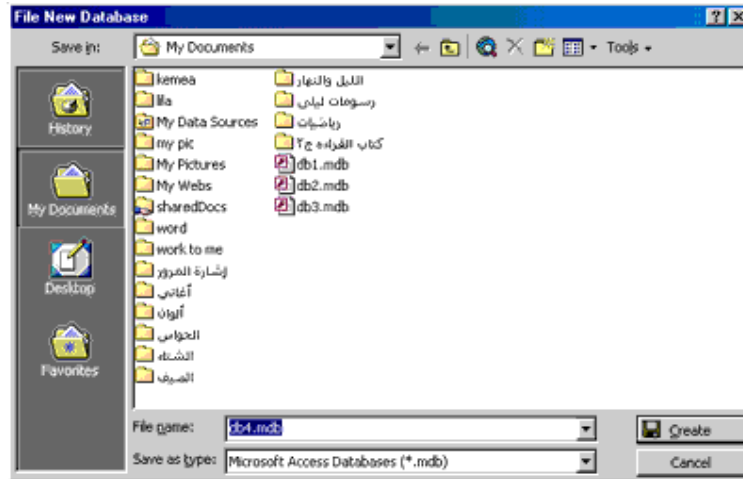 File New Database
Save in:
My Documents
Tools
History
My Documents
Desktop
Favorites
kemea
lila
My Data Sources
my pic
My Pictures
My Webs
sharedDocs
word
work to me
إشارة المرور
أغاني
ألوان
الحواس
الشتاء
الصيف
الليل والنهار
رسومات ليلى
رياضيات
كتاب القراءه ج٢
db1.mdb
db2.mdb
db3.mdb
File name:
db4.mdb
Create
Save as type:
Microsoft Access Databases (*.mdb)
Cancel